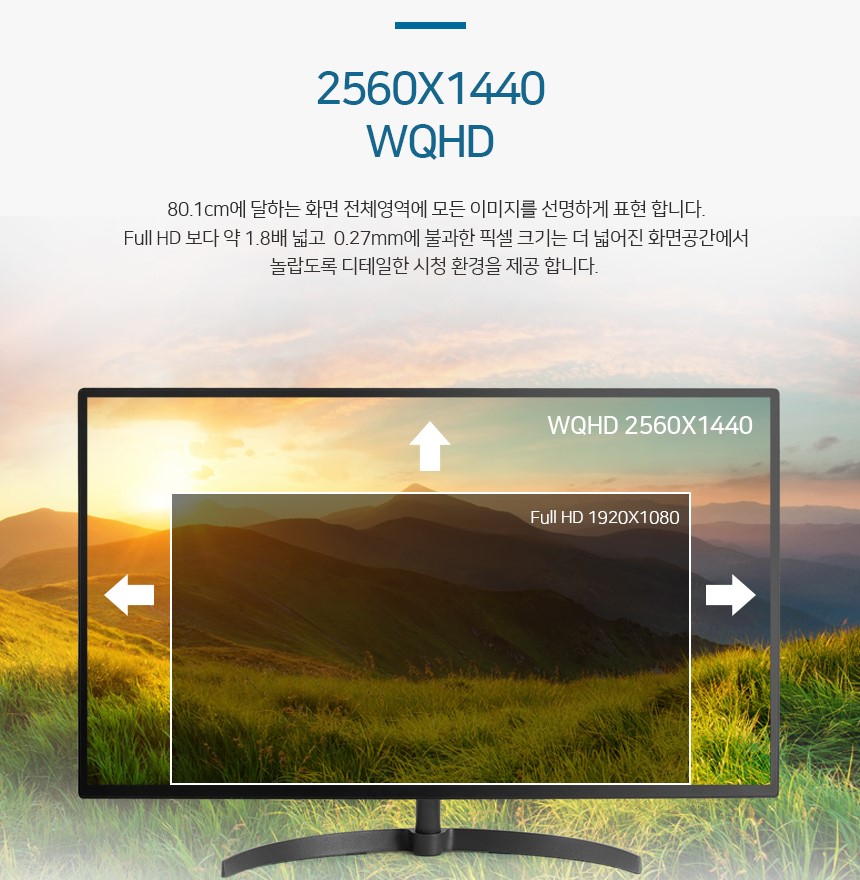 2560X1440
WQHD
80.1cm에 달하는 화면 전체영역에 모든 이미지를 선명하게 표현 합니다.
Full HD 보다 약 1.8배 넓고 0.27mm에 불과한 픽셀 크기는 더 넓어진 화면공간에서
놀랍도록 디테일한 시청 환경을 제공 합니다.
WQHD 2560X1440
Full HD 1920X1080